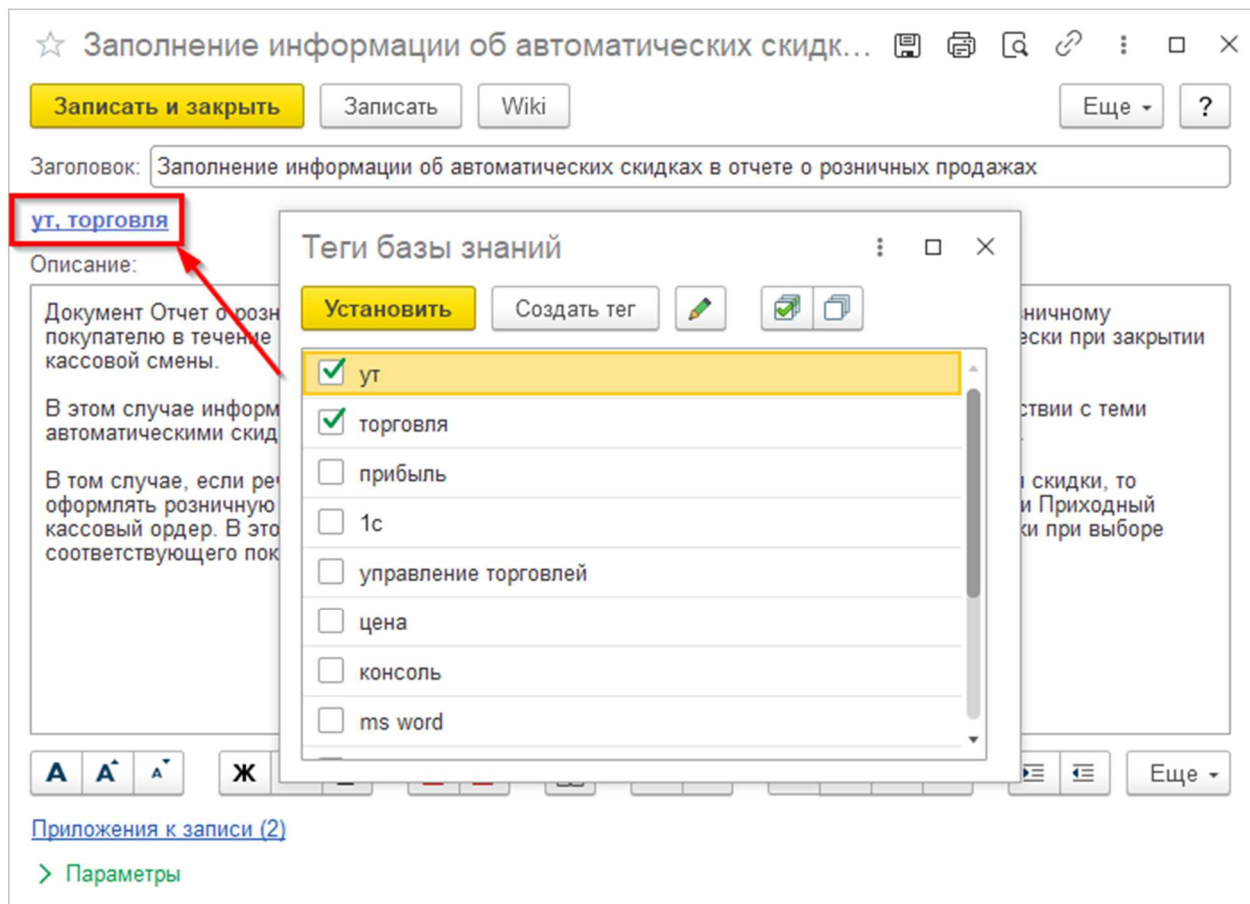 Заполнение информации об автоматических скидк...
Записать и закрыть Записать Wiki Еще ?
Заголовок: Заполнение информации об автоматических скидках в отчете о розничных продажах
ут, торговля
Описание:
Документ Отчет о розн
зничному
покупателю в течение
ески при закрытии
кассовой смены.
В этом случае информ
ствии с теми
автоматическими скид
В том случае, если реч
скидки, то
оформлять розничную
и Приходный
кассовый ордер. В это
ки при выборе
соответствующего пок
Теги базы знаний
Установить Создать тег
ут
торговля
прибыль
1с
управление торговлей
цена
консоль
ms word
А А А Ж Еще
Приложения к записи (2)
Параметры